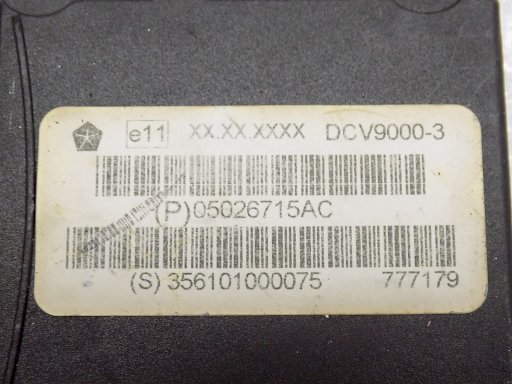 e11 XX.XX.XXXX DCV9000-3
(P)05026715AC
(S) 356101000075 777179